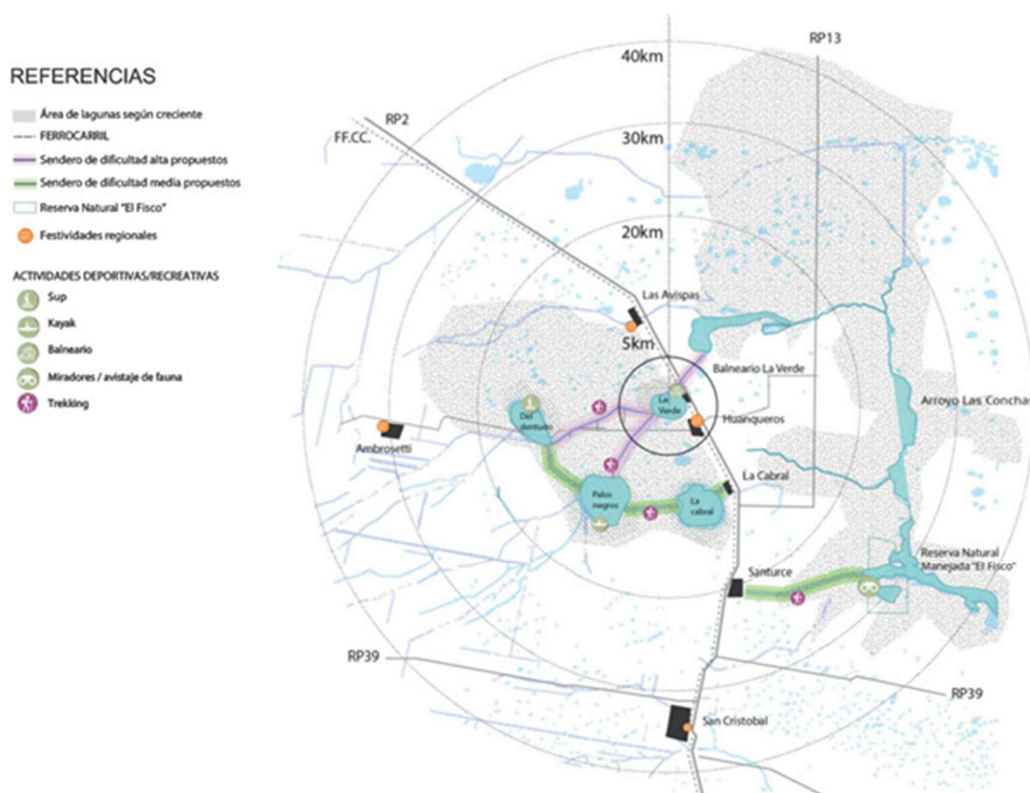 REFERENCIAS
Área de lagunas según creciente
FERROCARRIL
Sendero de dificultad alta propuestos
Sendero de dificultad media propuestos
Reserva Natural "El Fisco"
Festividades regionales
ACTIVIDADES DEPORTIVAS/RECREATIVAS
Sup
Kayak
Balneario
Miradores / avistaje de fauna
Trekking
RP13
40km
RP2
FF.CC.
30km
20km
Las Avispas
5km
Balneario La Verde
La
Verde
Arroyo Las Conchas
Del
dentudo
Huanqueros
Ambrosetti
La Cabral
Palos
negros
La
cabral
Reserva Natural
Manejada "El Fisco"
Santurce
RP39
RP39
San Cristobal